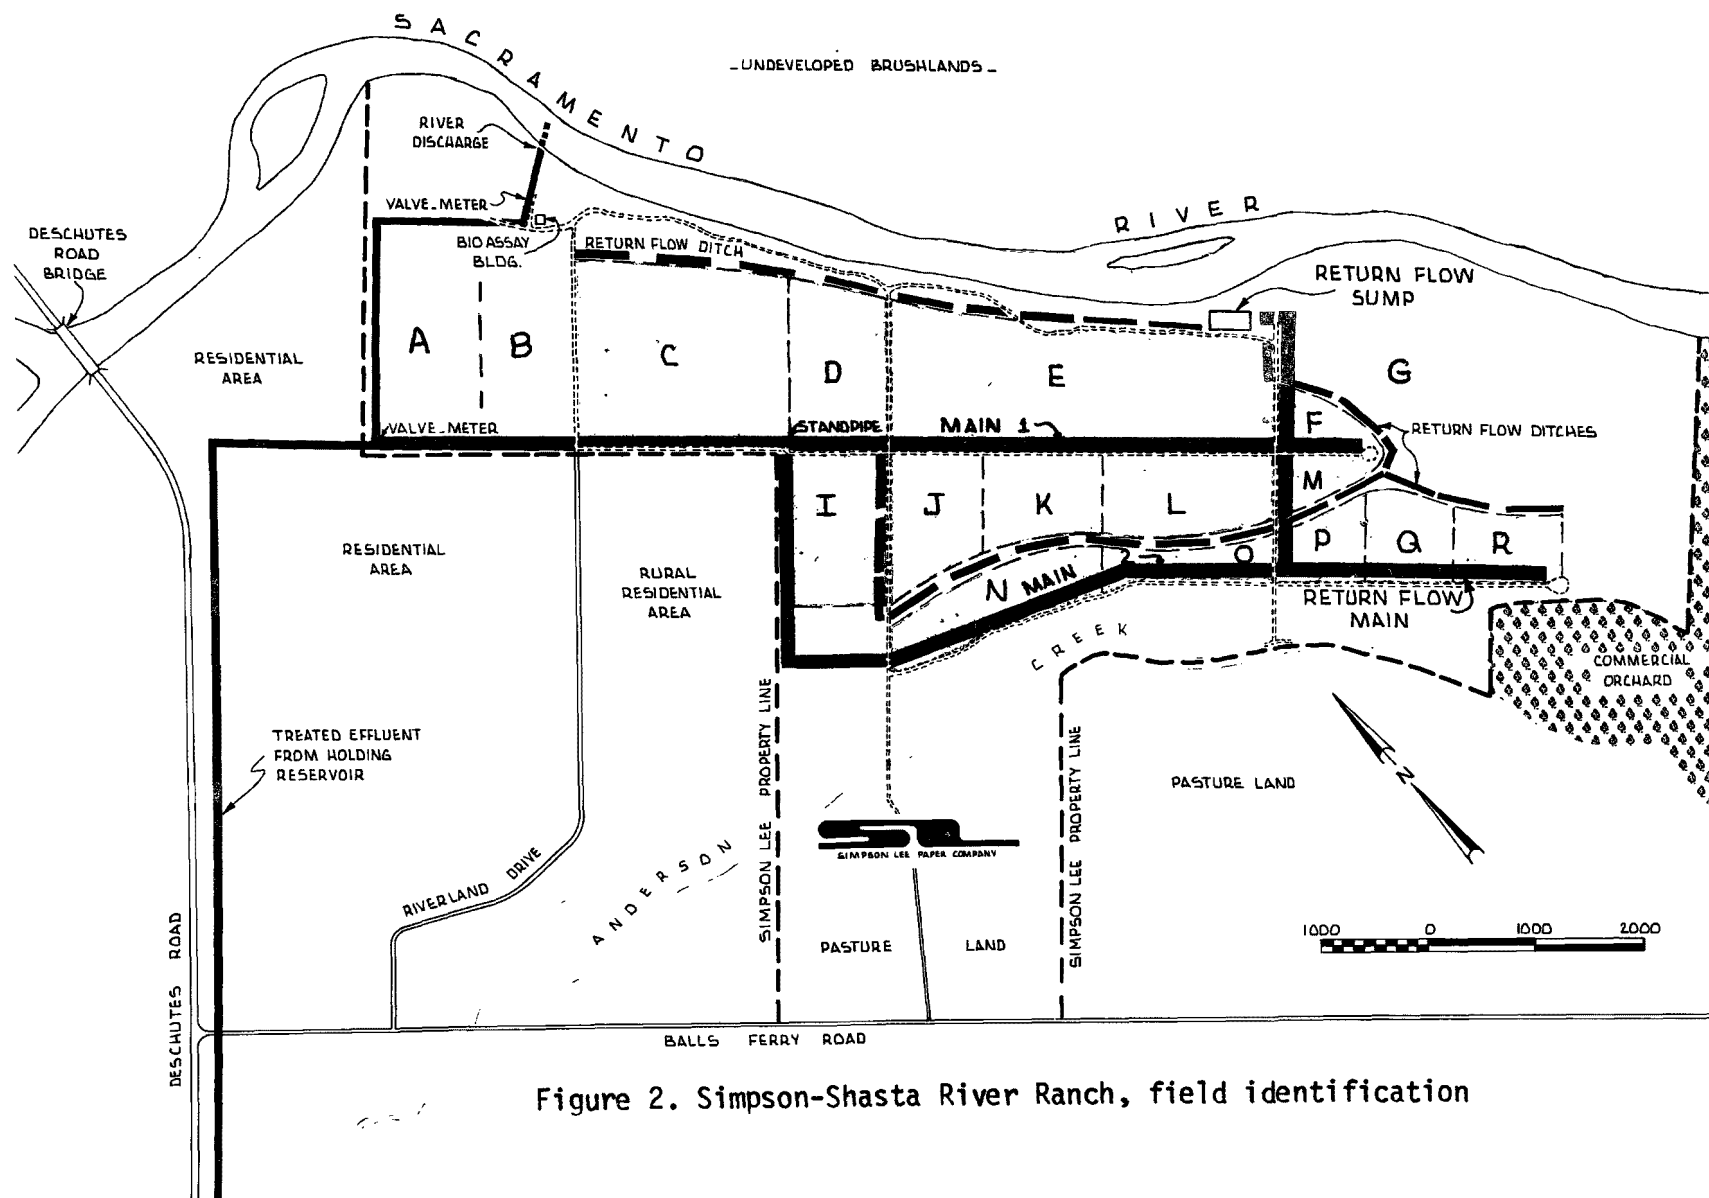 SACRAMENTO
_UNDEVELOPED BRUSHLANDS_
RIVER
DISCHARGE
VALVE-METER
RIVER
DESCHUTES
ROAD
BRIDGE
BIO ASSAY
BLDG.
RETURN FLOW DITCH
RETURN FLOW
SUMP
RESIDENTIAL
AREA
A
B
C
D
E
G
F
VALVE-METER
STANDPIPE
MAIN 1
RETURN FLOW DITCHES
I
J
K
L
M
RESIDENTIAL
AREA
RURAL
RESIDENTIAL
AREA
N
MAIN 2
O
P
Q
R
RETURN FLOW
MAIN
CREEK
COMMERCIAL
ORCHARD
TREATED EFFLUENT
FROM HOLDING
RESERVOIR
SIMPSON LEE PROPERTY LINE
SIMPSON LEE PROPERTY LINE
PASTURE LAND
N
SIMPSON LEE PAPER COMPANY
RIVERLAND DRIVE
ANDERSON
PASTURE LAND
1000 0 1000 2000
DESCHUTES ROAD
BALLS FERRY ROAD
Figure 2. Simpson-Shasta River Ranch, field identification